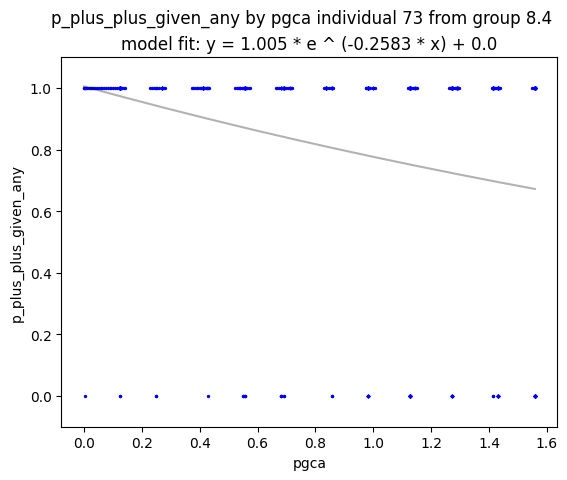 p_plus_plus_given_any by pgca individual 73 from group 8.4
model fit: y = 1.005 * e ^ (-0.2583 * x) + 0.0
p_plus_plus_given_any
1.0
0.8
0.6
0.4
0.2
0.0
0.0 0.2 0.4 0.6 0.8 1.0 1.2 1.4 1.6
pgca